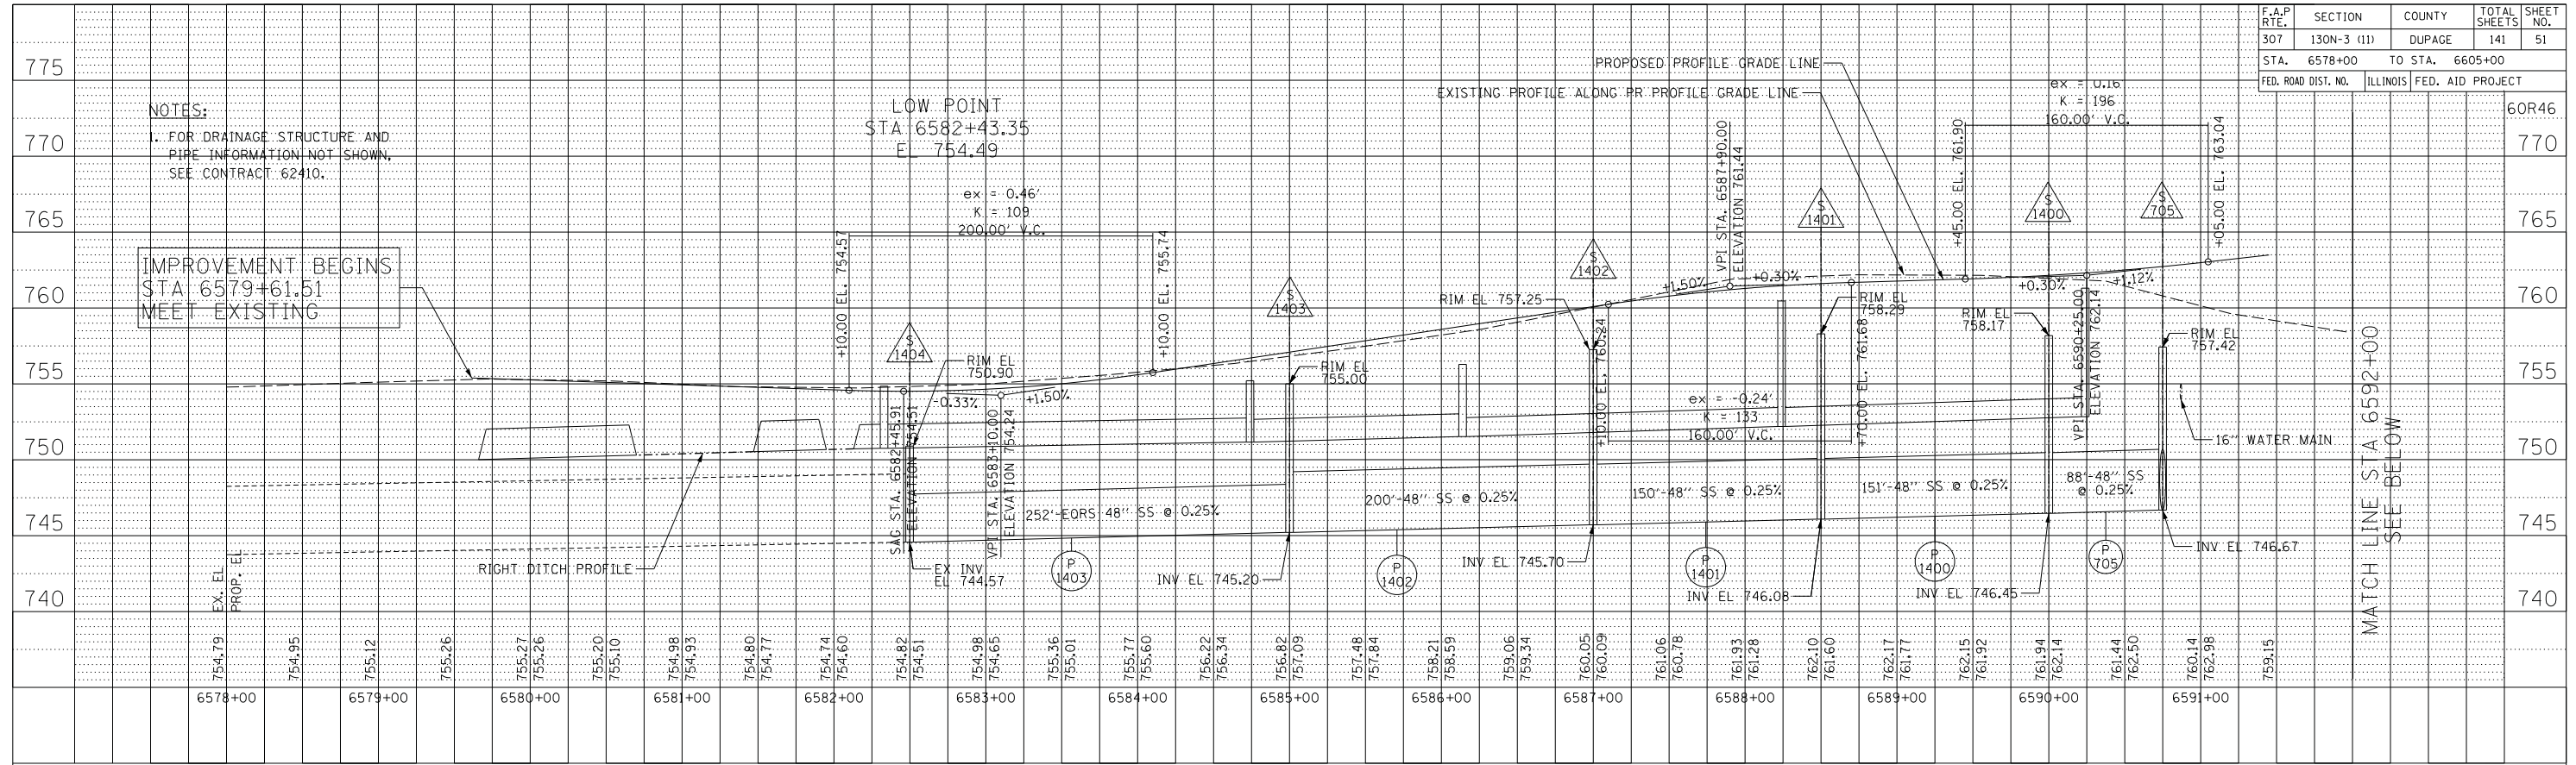 F.A.P RTE. SECTION COUNTY TOTAL SHEETS SHEET NO.
307 130N-3 (11) DUPAGE 141 51
STA. 6578+00 TO STA. 6605+00
FED. ROAD DIST. NO. ILLINOIS FED. AID PROJECT
60R46
775
770
765
760
755
750
745
740
770
765
760
755
750
745
740
NOTES:
1. FOR DRAINAGE STRUCTURE AND
PIPE INFORMATION NOT SHOWN,
SEE CONTRACT 62410.
IMPROVEMENT BEGINS
STA 6579+61.51
MEET EXISTING
LOW POINT
STA 6582+43.35
EL 754.49
ex = 0.46'
K = 109
200.00' V.C.
+10.00 EL. 754.57
+10.00 EL. 755.74
S
1404
RIM EL
750.90
-0.33%
+1.50%
SAG STA. 6582+45.91
ELEVATION 754.51
VPI STA. 6583+10.00
ELEVATION 754.24
EX INV
EL 744.57
RIGHT DITCH PROFILE
EX. EL
PROP. EL
252'-EQRS 48'' SS @ 0.25%
P
1403
S
1403
RIM EL
755.00
INV EL 745.20
200'-48'' SS @ 0.25%
P
1402
S
1402
RIM EL 757.25
INV EL 745.70
+10.00 EL. 760.24
ex = -0.24'
K = 133
160.00' V.C.
+70.00 EL. 761.68
150'-48'' SS @ 0.25%
P
1401
PROPOSED PROFILE GRADE LINE
EXISTING PROFILE ALONG PR PROFILE GRADE LINE
VPI STA. 6587+90.00
ELEVATION 761.44
+1.50%
+0.30%
S
1401
RIM EL
758.29
INV EL 746.08
151'-48'' SS @ 0.25%
P
1400
ex = 0.16
K = 196
160.00' V.C.
+45.00 EL. 761.90
+05.00 EL. 763.04
S
1400
+0.30%
+1.12%
RIM EL
758.17
VPI STA. 6590+25.00
ELEVATION 762.14
INV EL 746.45
88'-48'' SS
@ 0.25%
P
705
S
705
RIM EL
757.42
16'' WATER MAIN
INV EL 746.67
MATCH LINE STA 6592+00
SEE BELOW
754.79
754.95
755.12
755.26
755.27
755.26
755.20
755.10
754.98
754.93
754.80
754.77
754.74
754.60
754.82
754.51
754.98
754.65
755.36
755.01
755.77
755.60
756.22
756.34
756.82
757.09
757.48
757.84
758.21
758.59
759.06
759.34
760.05
760.09
761.06
760.78
761.93
761.28
762.10
761.60
762.17
761.77
762.15
761.92
761.94
762.14
761.44
762.50
760.14
762.98
759.15
6578+00
6579+00
6580+00
6581+00
6582+00
6583+00
6584+00
6585+00
6586+00
6587+00
6588+00
6589+00
6590+00
6591+00